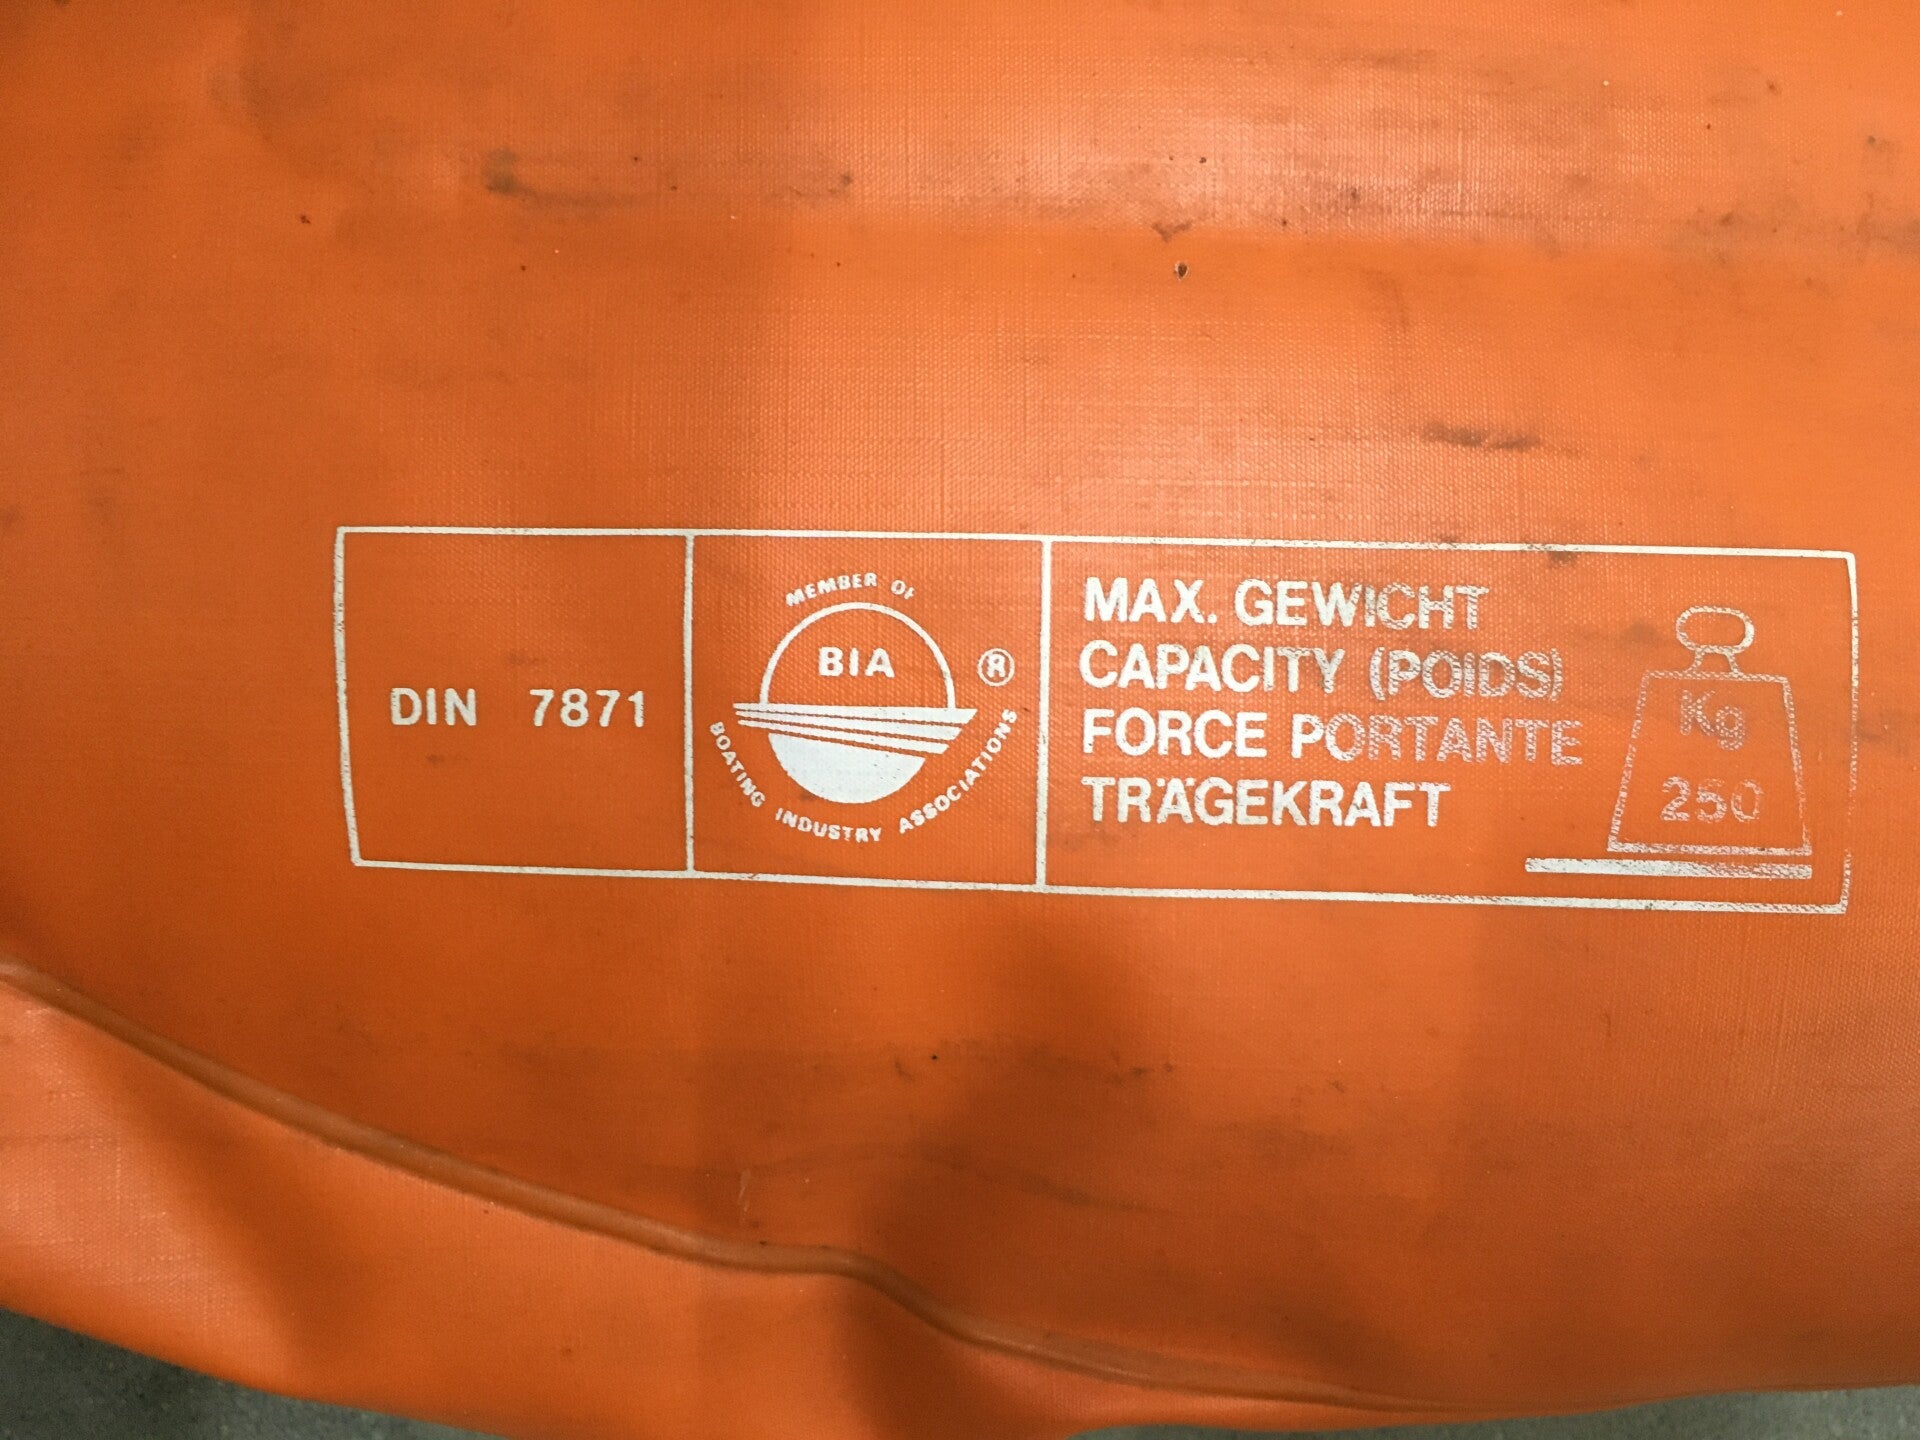 DIN 7871
MEMBER OF
BIA
®
BOATING INDUSTRY ASSOCIATIONS
MAX. GEWICHT
CAPACITY (POIDS)
FORCE PORTANTE
TRÄGEKRAFT
Kg
250